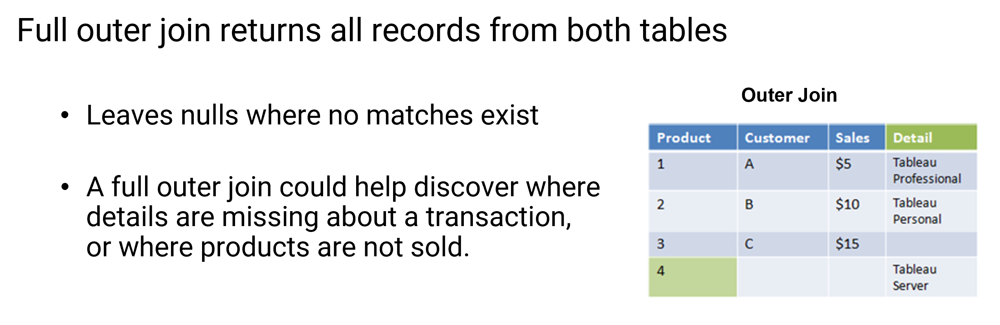 Full outer join returns all records from both tables
• Leaves nulls where no matches exist
• A full outer join could help discover where
details are missing about a transaction,
or where products are not sold.
Outer Join
Product Customer Sales Detail
1 A $5 Tableau
Professional
2 B $10 Tableau
Personal
3 C $15
4 Tableau
Server